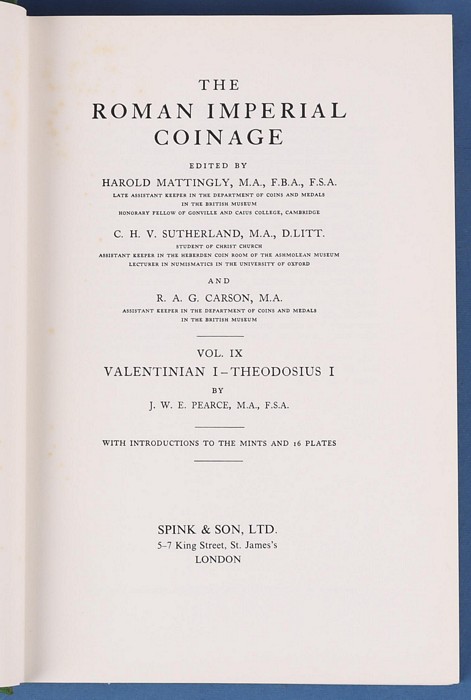 THE
ROMAN IMPERIAL
COINAGE
EDITED BY
HAROLD MATTINGLY, M.A., F.B.A., F.S.A.
LATE ASSISTANT KEEPER IN THE DEPARTMENT OF COINS AND MEDALS
IN THE BRITISH MUSEUM
HONORARY FELLOW OF GONVILLE AND CAIUS COLLEGE, CAMBRIDGE
C. H. V. SUTHERLAND, M.A., D.LITT.
STUDENT OF CHRIST CHURCH
ASSISTANT KEEPER IN THE HEBERDEN COIN ROOM OF THE ASHMOLEAN MUSEUM
LECTURER IN NUMISMATICS IN THE UNIVERSITY OF OXFORD
AND
R. A. G. CARSON, M.A.
ASSISTANT KEEPER IN THE DEPARTMENT OF COINS AND MEDALS
IN THE BRITISH MUSEUM
VOL. IX
VALENTINIAN I – THEODOSIUS I
BY
J. W. E. PEARCE, M.A., F.S.A.
WITH INTRODUCTIONS TO THE MINTS AND 16 PLATES
SPINK & SON, LTD.
5–7 King Street, St. James's
LONDON